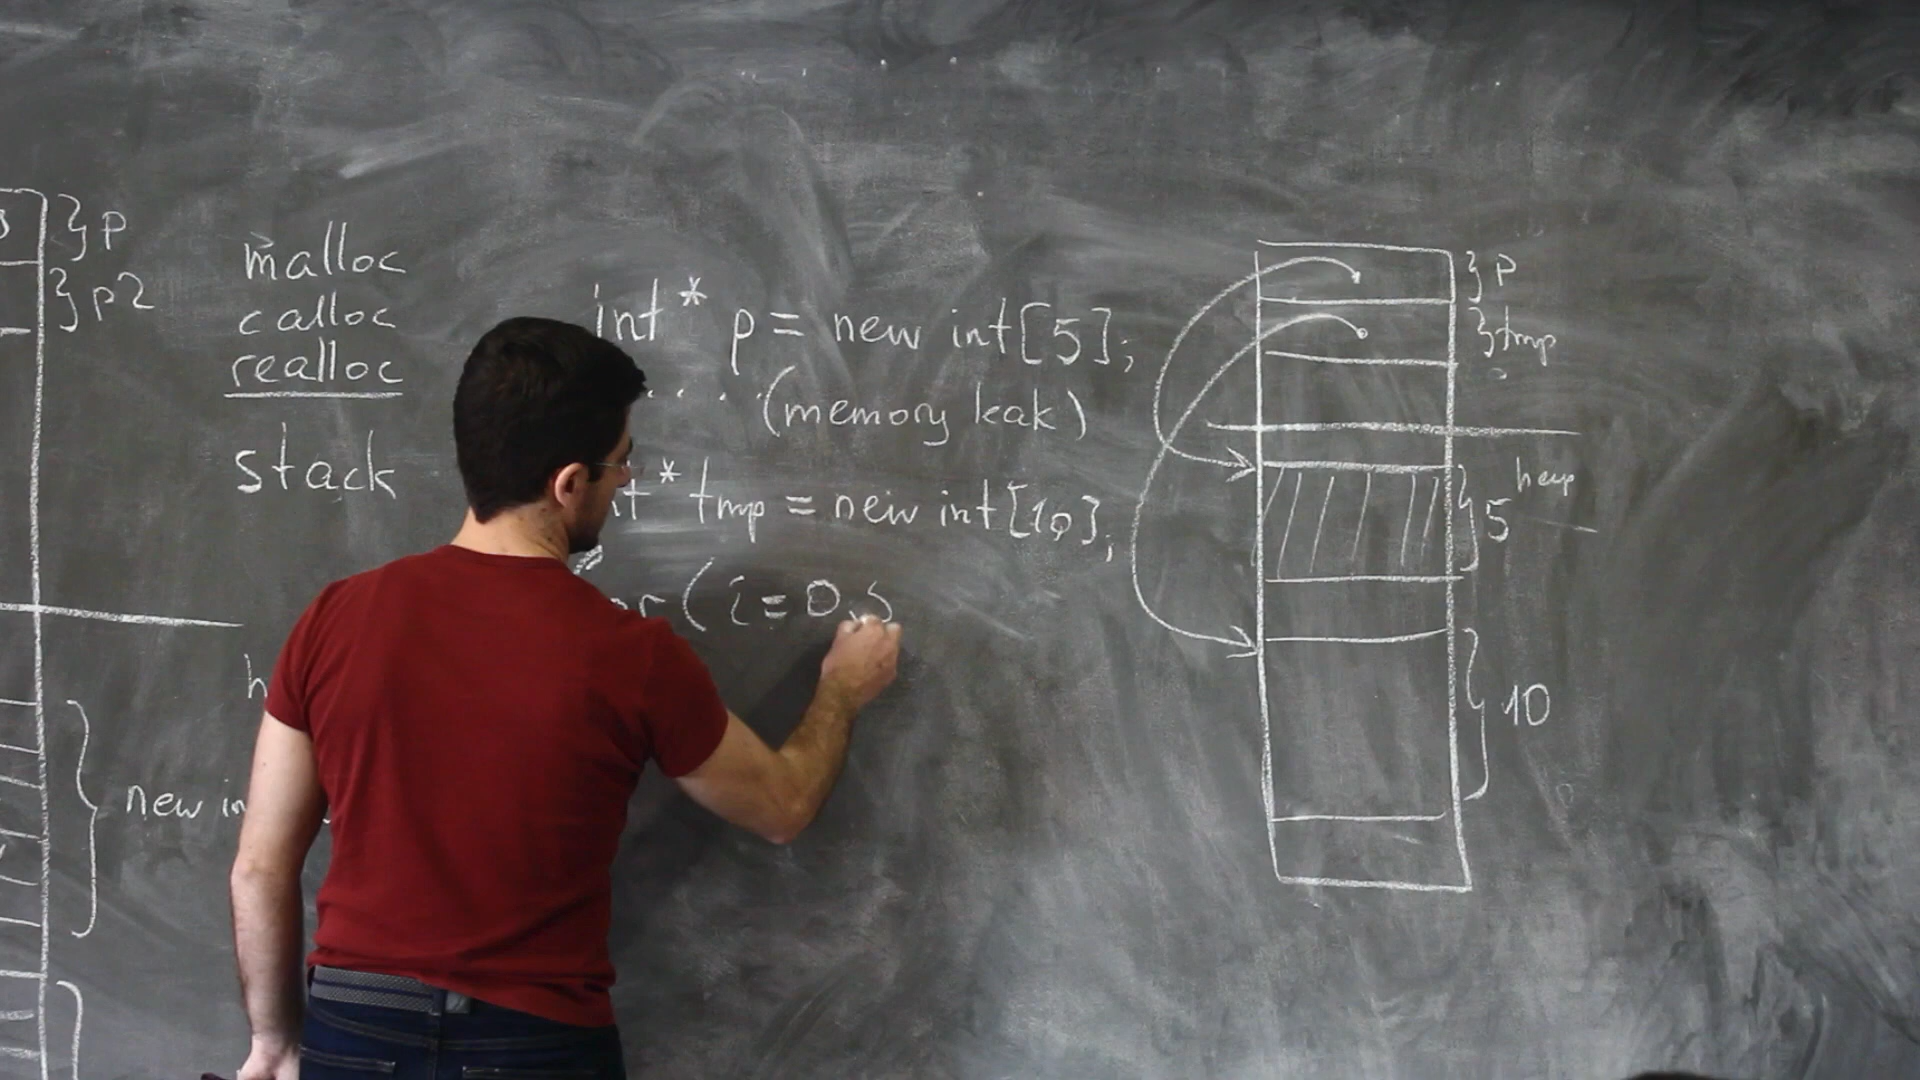 }p
}p2
malloc
calloc
realloc
stack
new in
int* p = new int[5];
.... (memory leak)
t* tmp = new int[10];
or(i=0;
}p
}tmp
heap
}5
}10